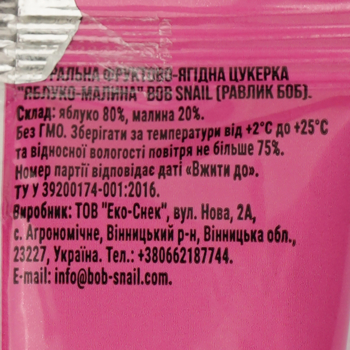 ФРУКТОВО-ЯГІДНА ЦУКЕРКА
"ЯБЛУКО-МАЛИНА" BOB SNAIL (РАВЛИК БОБ).
Склад: яблуко 80%, малина 20%.
Без ГМО. Зберігати за температури від +2°С до +25°С
та відносної вологості повітря не більше 75%.
Номер партії відповідає даті «Вжити до».
ТУ У 39200174-001:2016.
Виробник: ТОВ "Еко-Снек", вул. Нова, 2А,
с. Агрономічне, Вінницький р-н, Вінницька обл.,
23227, Україна. Тел.: +380662187744.
E-mail: info@bob-snail.com